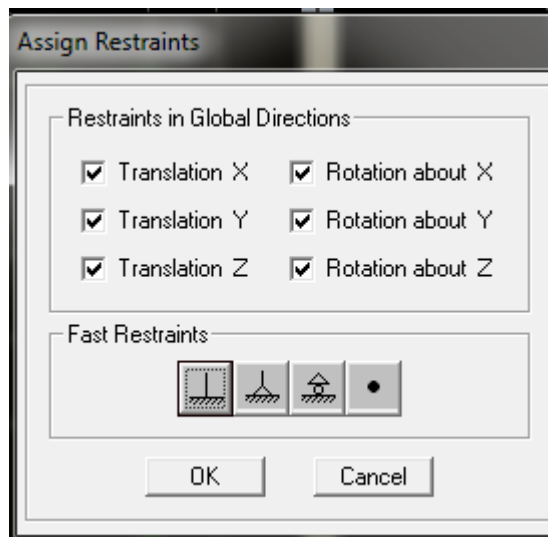 Assign Restraints
Restraints in Global Directions
Translation X Rotation about X
Translation Y Rotation about Y
Translation Z Rotation about Z
Fast Restraints
OK Cancel